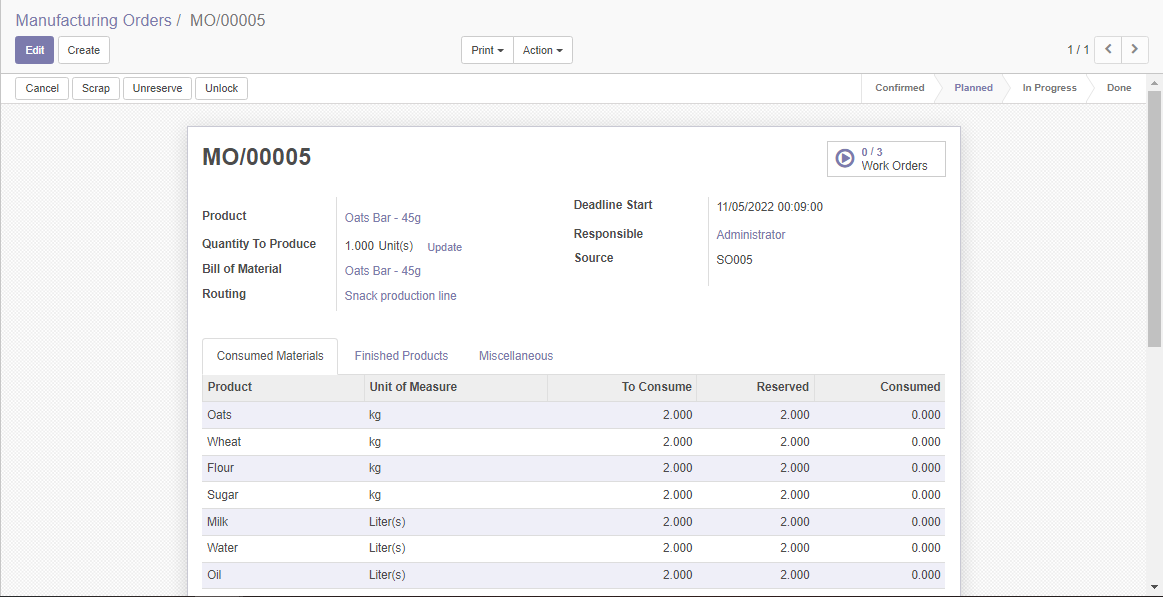 Manufacturing Orders / MO/00005
Edit Create Print Action 1 / 1
Cancel Scrap Unreserve Unlock Confirmed Planned In Progress Done
MO/00005
0 / 3
Work Orders
Product Oats Bar - 45g
Quantity To Produce 1.000 Unit(s) Update
Bill of Material Oats Bar - 45g
Routing Snack production line
Deadline Start 11/05/2022 00:09:00
Responsible Administrator
Source SO005
Consumed Materials Finished Products Miscellaneous
Product Unit of Measure To Consume Reserved Consumed
Oats kg 2.000 2.000 0.000
Wheat kg 2.000 2.000 0.000
Flour kg 2.000 2.000 0.000
Sugar kg 2.000 2.000 0.000
Milk Liter(s) 2.000 2.000 0.000
Water Liter(s) 2.000 2.000 0.000
Oil Liter(s) 2.000 2.000 0.000